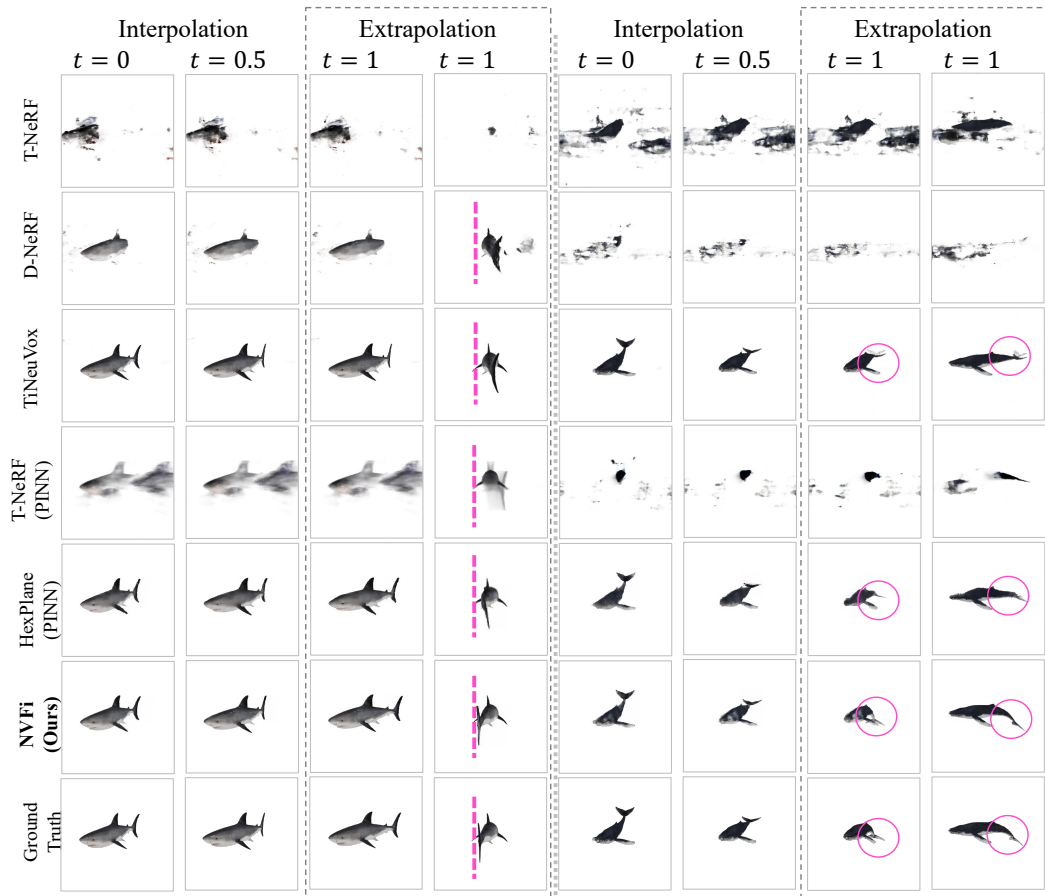 Interpolation Extrapolation Interpolation Extrapolation
t = 0 t = 0.5 t = 1 t = 1 t = 0 t = 0.5 t = 1 t = 1
T-NeRF
D-NeRF
TiNeuVox
T-NeRF
(PINN)
HexPlane
(PINN)
NVFi
(Ours)
Ground
Truth